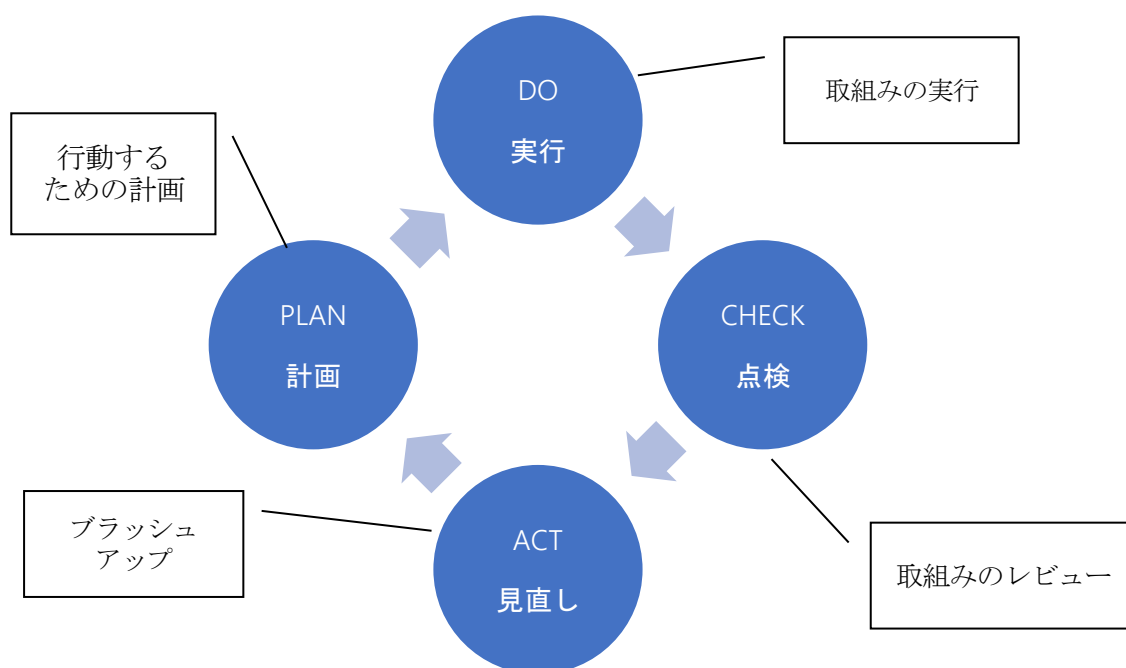 DO
実行
取組みの実行
行動する
ための計画
PLAN
計画
CHECK
点検
ブラッシュ
アップ
ACT
見直し
取組みのレビュー